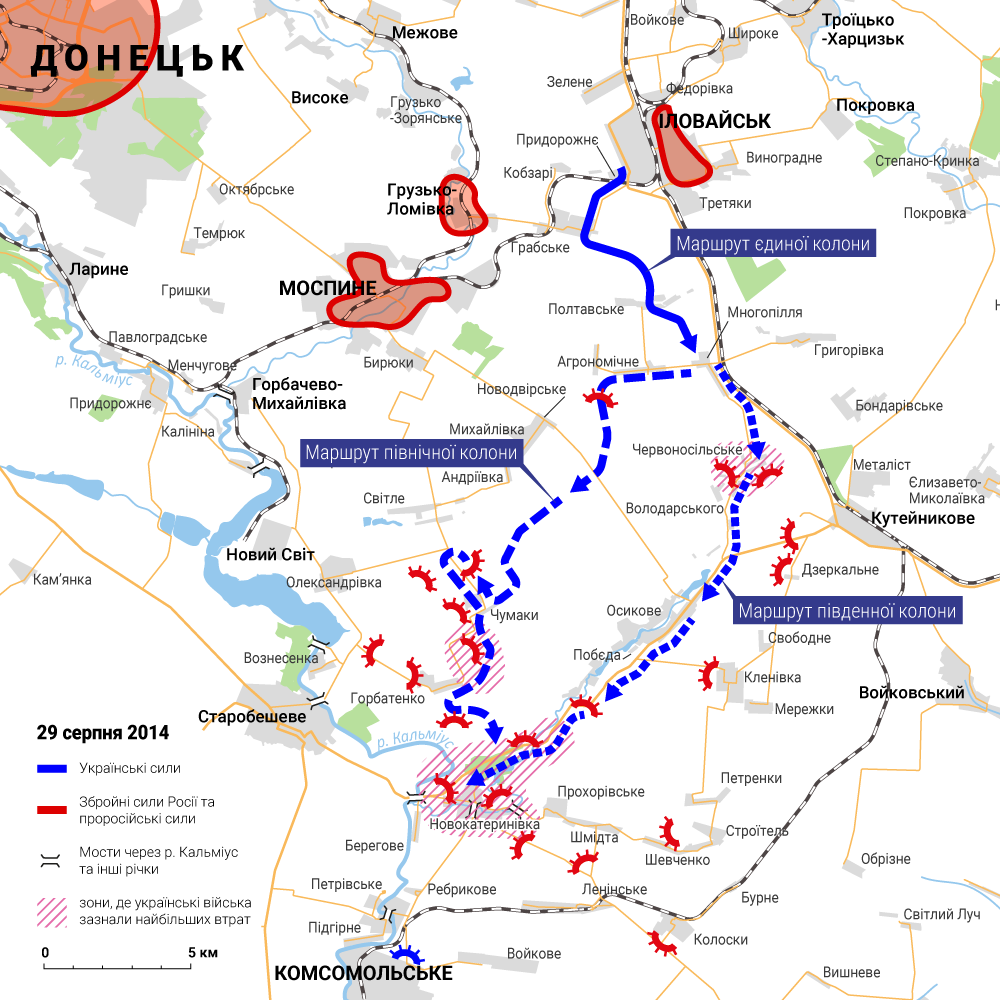 ДОНЕЦЬК
Межове
Войкове
Широке
Троїцько
-Харцизьк
Високе
Грузько
-Зорянське
Зелене
Федорівка
ІЛОВАЙСЬК
Покровка
Придорожнє
Виноградне
Степано-Кринка
Кобзарі
Октябрське
Грузько-
Ломівка
Третяки
Покровка
Темрюк
Грабське
Маршрут єдиної колони
Ларине
Гришки
МОСПИНЕ
Полтавське
Многопілля
Павлоградське
р. Кальміус
Менчугове
Бирюки
Агрономічне
Григорівка
Горбачево-
Михайлівка
Новодвірське
Придорожнє
Бондарівське
Калініна
Михайлівка
Маршрут північної колони
Червоносільське
Металіст
Андріївка
Єлизавето-
Миколаївка
Світле
Володарського
Кутейникове
Новий Світ
Кам’янка
Олександрівка
Дзеркальне
Чумаки
Осикове
Маршрут південної колони
Свободне
Вознесенка
Побєда
Кленівка
Горбатенко
Войковський
Старобешеве
Мережки
29 серпня 2014
р. Кальміус
Українські сили
Петренки
Прохорівське
Збройні сили Росії та
проросійські сили
Новокатеринівка
Шмідта
Строітель
Берегове
Шевченко
Мости через р. Кальміус
та інші річки
Обрізне
Петрівське
Ребрикове
Ленінське
Бурне
зони, де українські війська
зазнали найбільших втрат
Світлий Луч
Підгірне
Колоски
0 5 км
Войкове
КОМСОМОЛЬСЬКЕ
Вишневе